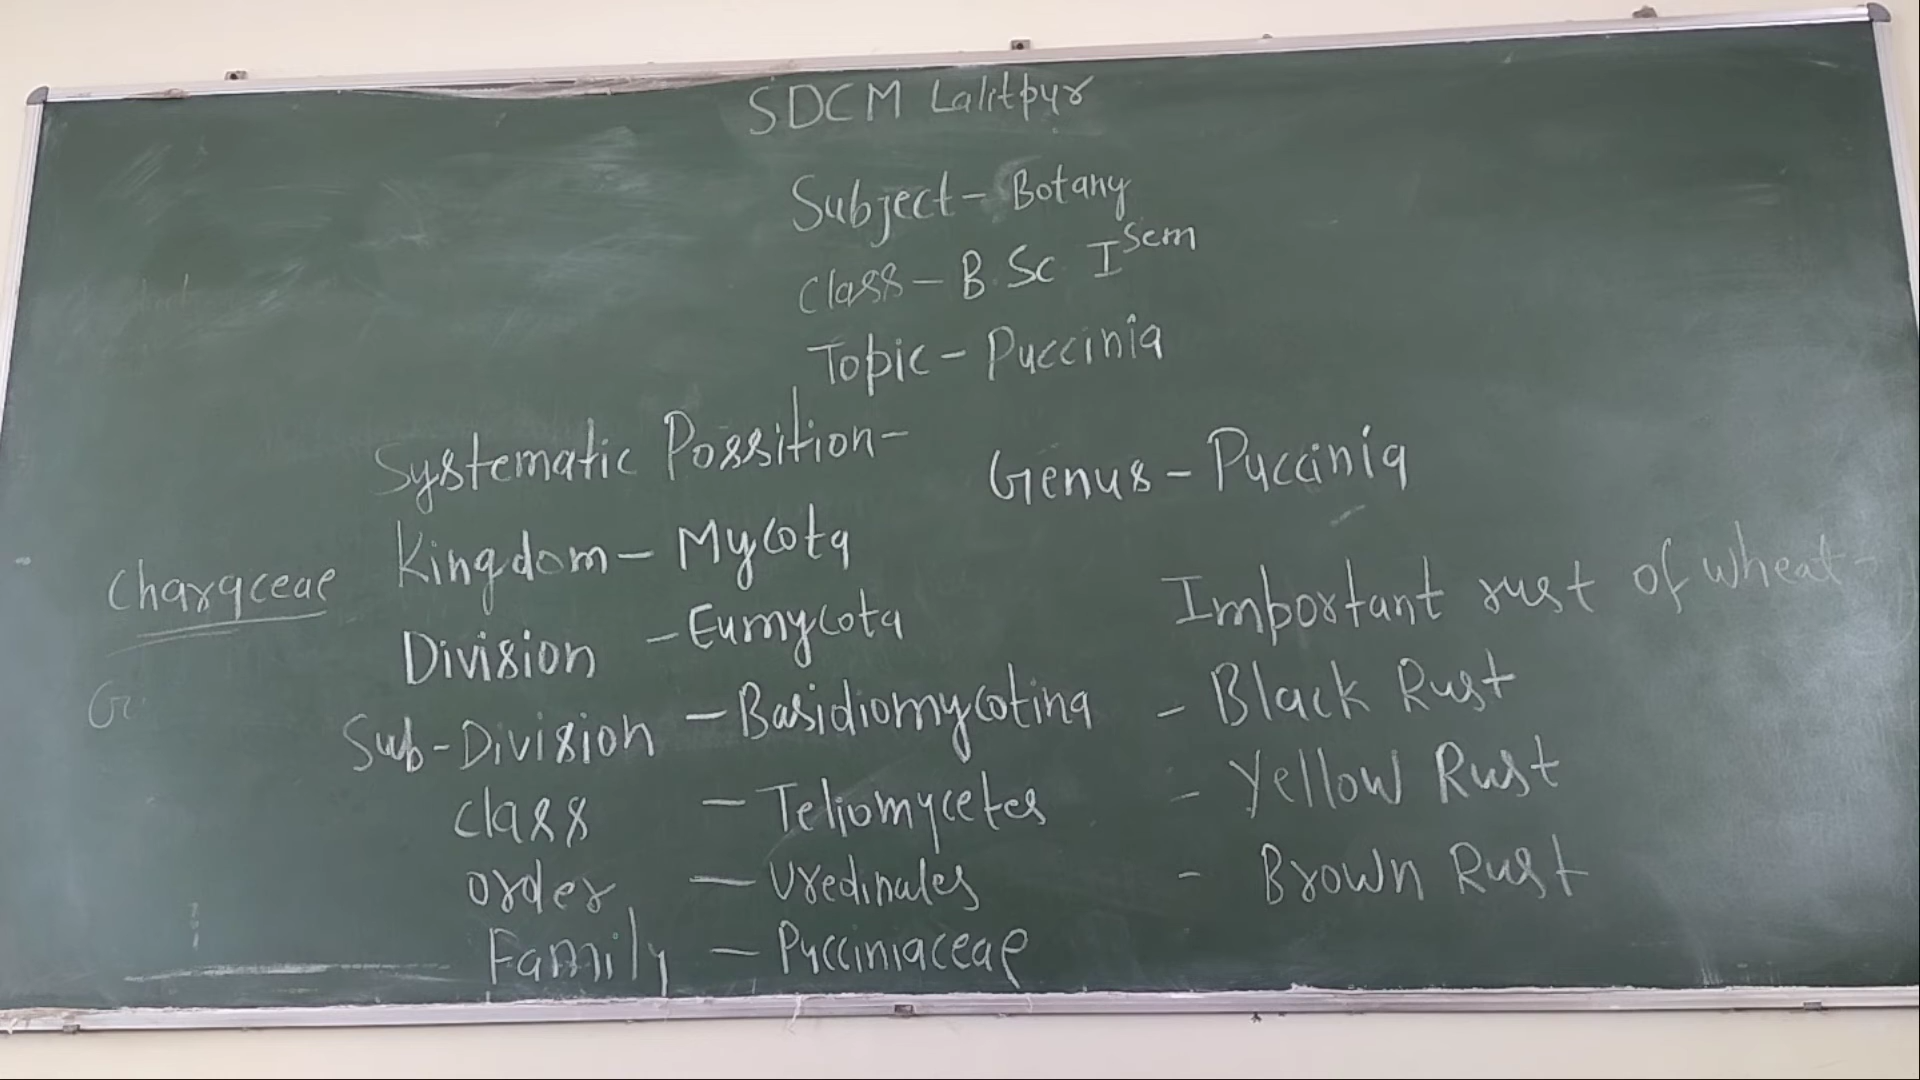 SDCM Lalitpur
Subject- Botany
Class- B.Sc I Sem
Topic- Puccinia
Systematic Possition-
Kingdom- Mycota
Division - Eumycota
Sub-Division - Basidiomycotina
Class - Teliomycetes
Order - Uredinales
Family - Pucciniaceae
Genus- Puccinia
Important rust of wheat-
- Black Rust
- Yellow Rust
- Brown Rust
Characeae